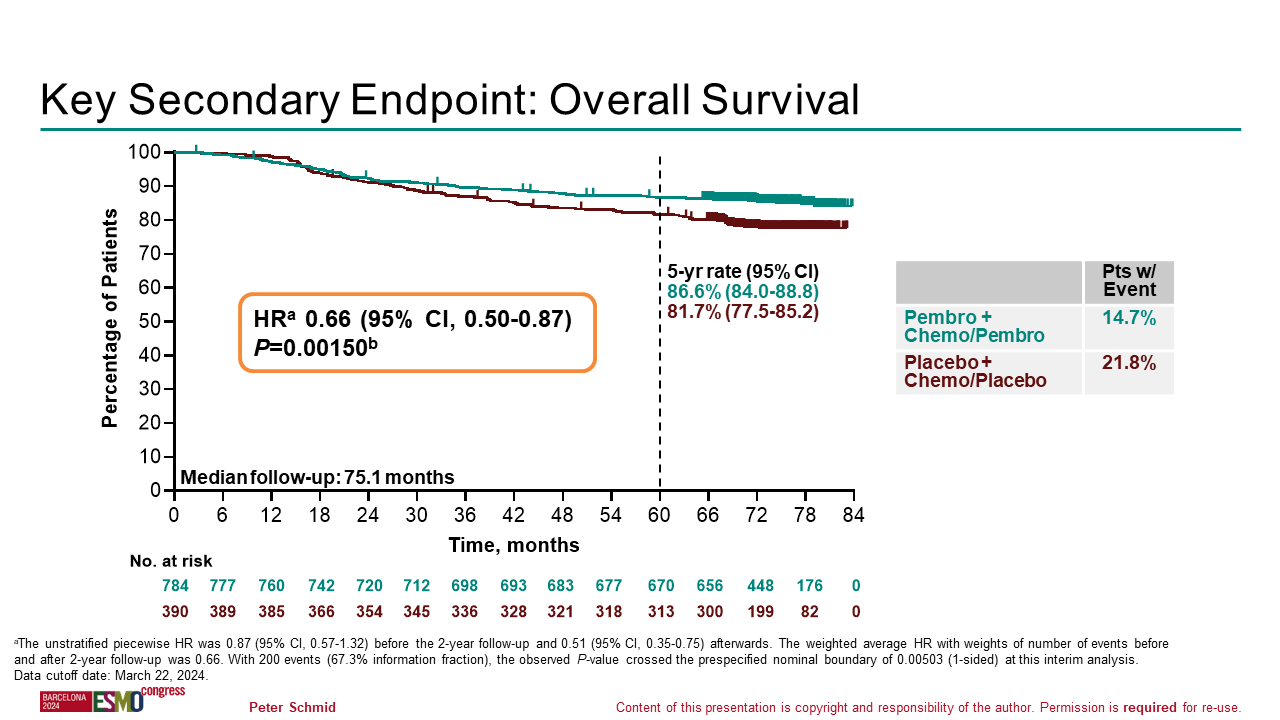 Key Secondary Endpoint: Overall Survival
100
90
80
70
60
50
40
30
20
10
0
Percentage of Patients
5-yr rate (95% CI)
86.6% (84.0-88.8)
81.7% (77.5-85.2)
HRᵃ 0.66 (95% CI, 0.50-0.87)
P=0.00150ᵇ
Median follow-up: 75.1 months
0 6 12 18 24 30 36 42 48 54 60 66 72 78 84
Time, months
No. at risk
784 777 760 742 720 712 698 693 683 677 670 656 448 176 0
390 389 385 366 354 345 336 328 321 318 313 300 199 82 0
Pts w/
Event
Pembro +
Chemo/Pembro
14.7%
Placebo +
Chemo/Placebo
21.8%
ᵃThe unstratified piecewise HR was 0.87 (95% CI, 0.57-1.32) before the 2-year follow-up and 0.51 (95% CI, 0.35-0.75) afterwards. The weighted average HR with weights of number of events before
and after 2-year follow-up was 0.66. With 200 events (67.3% information fraction), the observed P-value crossed the prespecified nominal boundary of 0.00503 (1-sided) at this interim analysis.
Data cutoff date: March 22, 2024.
BARCELONA
2024
ESMO congress
Peter Schmid
Content of this presentation is copyright and responsibility of the author. Permission is required for re-use.